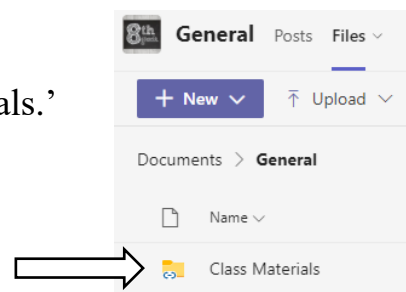 8th General Posts Files
+ New Upload
als.’
Documents > General
Name
Class Materials